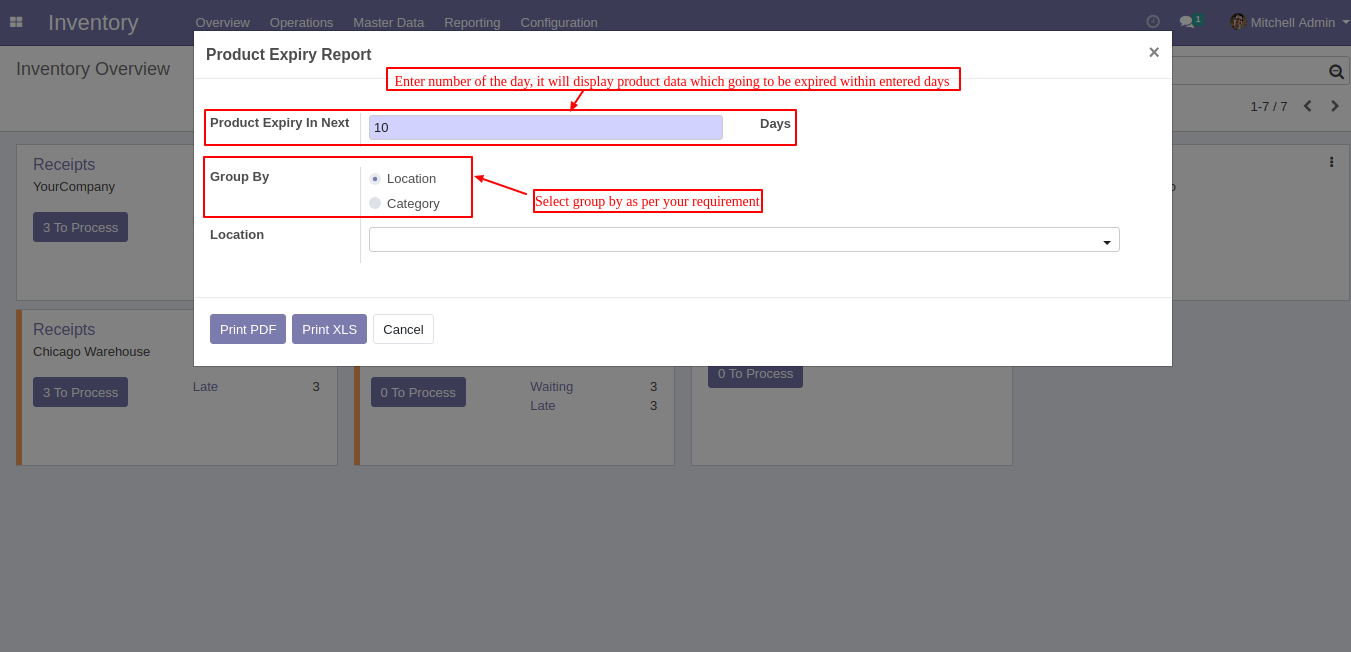 Inventory Overview Operations Master Data Reporting Configuration 1 Mitchell Admin
Inventory Overview
1-7 / 7
Product Expiry Report ×
Enter number of the day, it will display product data which going to be expired within entered days
Product Expiry In Next 10 Days
Group By
Location
Category
Select group by as per your requirement
Location
Print PDF Print XLS Cancel
Receipts
YourCompany
3 To Process
Receipts
Chicago Warehouse
3 To Process Late 3
0 To Process Waiting 3
Late 3
0 To Process